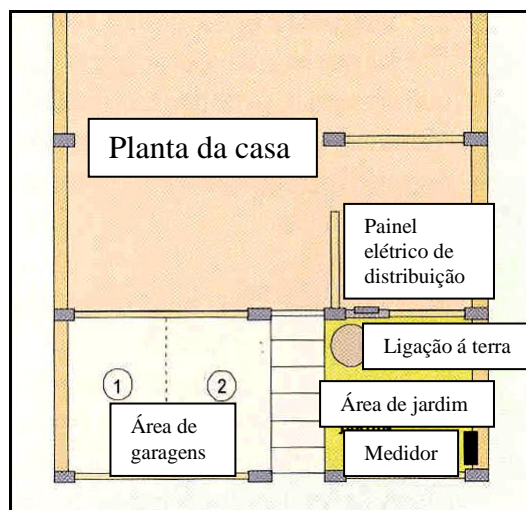 Planta da casa
Painel
elétrico de
distribuição
Ligação á terra
1
2
Área de jardim
Área de
garagens
Medidor